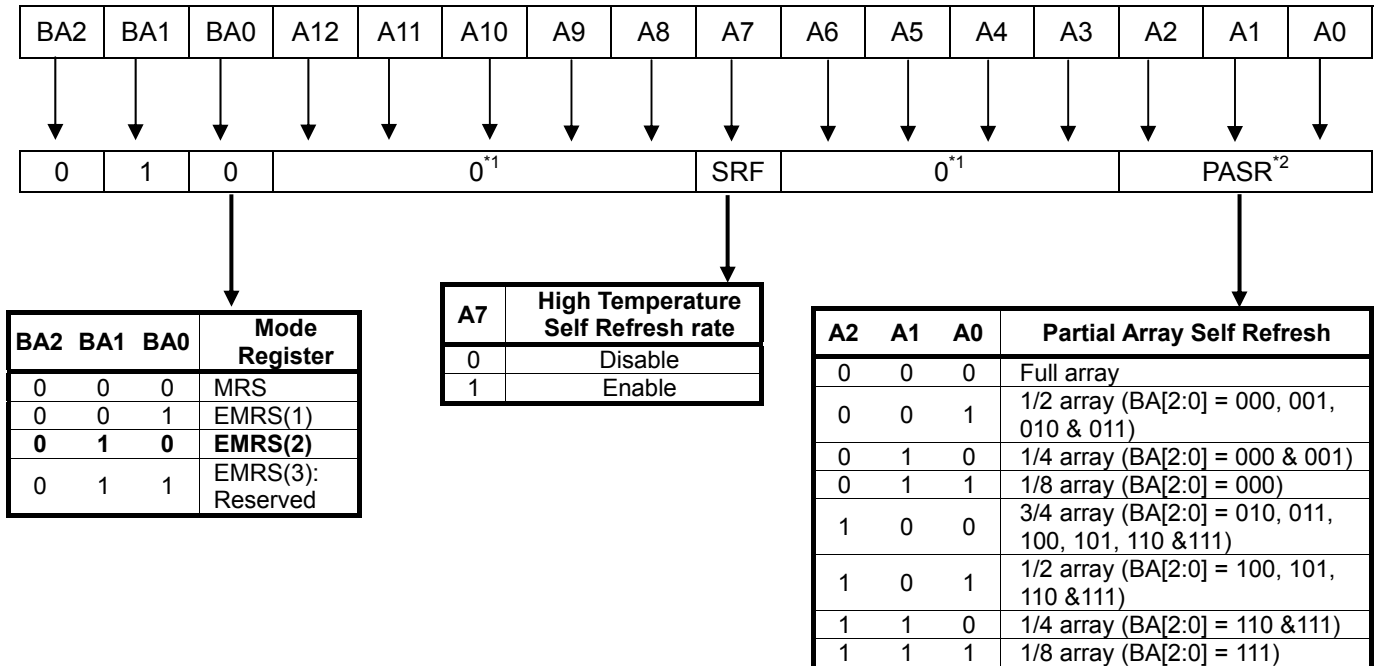 BA2 BA1 BA0 A12 A11 A10 A9 A8 A7 A6 A5 A4 A3 A2 A1 A0
0 1 0 0*1 SRF 0*1 PASR*2
BA2 BA1 BA0 Mode Register
0 0 0 MRS
0 0 1 EMRS(1)
0 1 0 EMRS(2)
0 1 1 EMRS(3):
Reserved
A7 High Temperature
Self Refresh rate
0 Disable
1 Enable
A2 A1 A0 Partial Array Self Refresh
0 0 0 Full array
0 0 1 1/2 array (BA[2:0] = 000, 001,
010 & 011)
0 1 0 1/4 array (BA[2:0] = 000 & 001)
0 1 1 1/8 array (BA[2:0] = 000)
1 0 0 3/4 array (BA[2:0] = 010, 011,
100, 101, 110 &111)
1 0 1 1/2 array (BA[2:0] = 100, 101,
110 &111)
1 1 0 1/4 array (BA[2:0] = 110 &111)
1 1 1 1/8 array (BA[2:0] = 111)